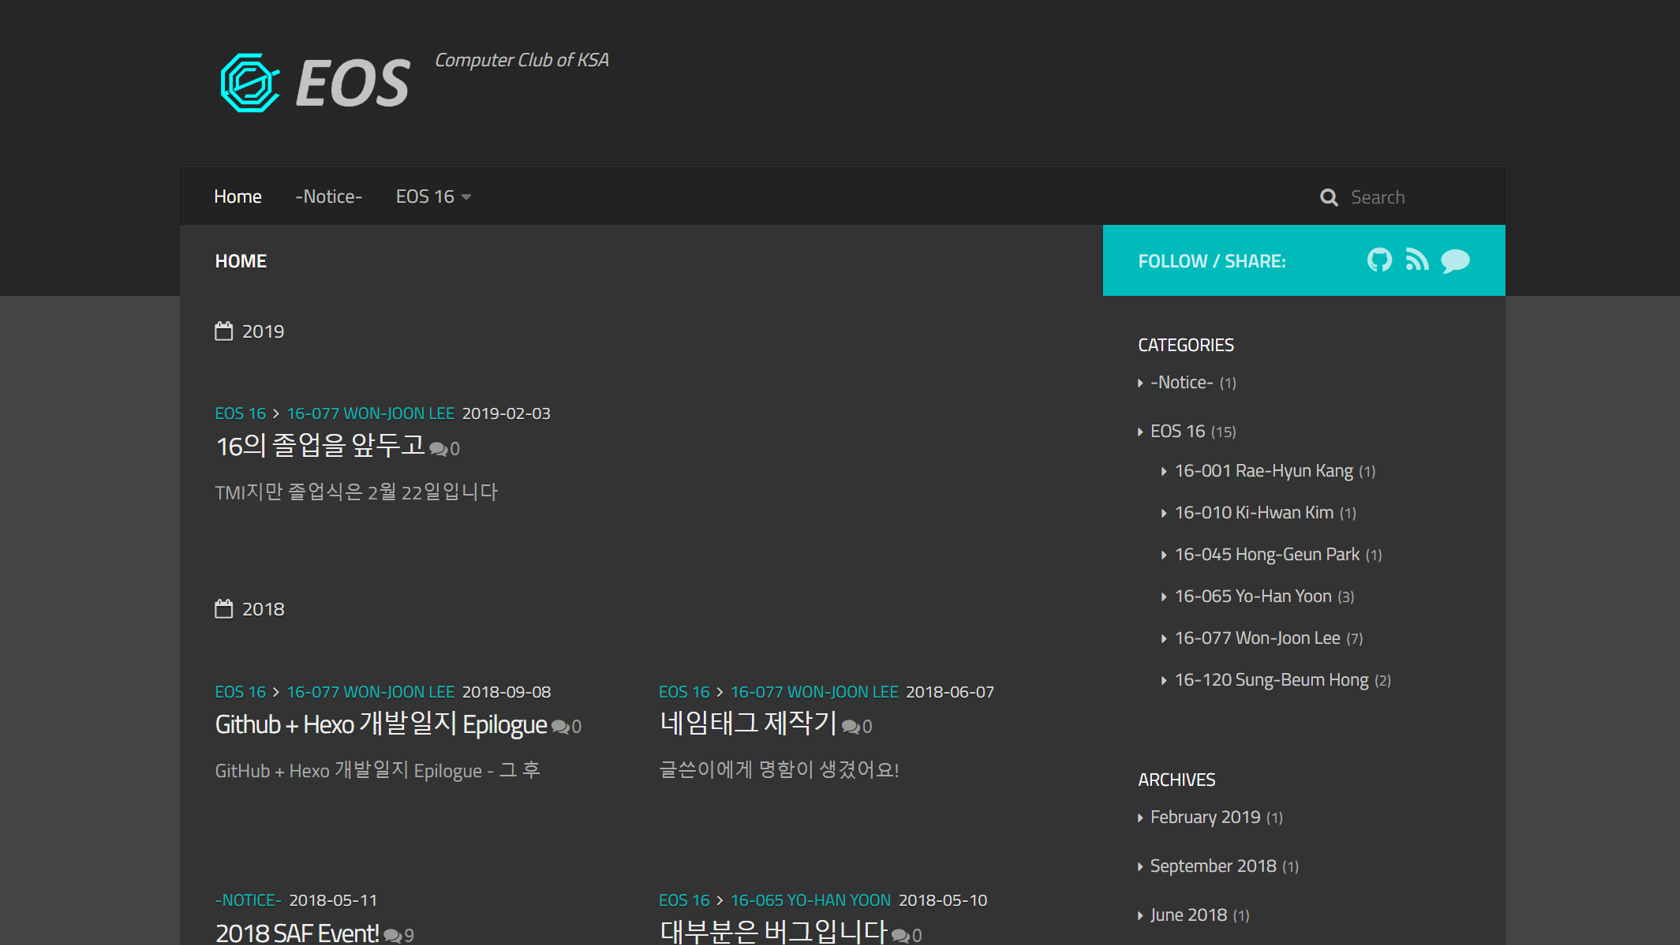 EOS
Computer Club of KSA
Home
-Notice-
EOS 16
Search
HOME
FOLLOW / SHARE:
2019
EOS 16 > 16-077 WON-JOON LEE 2019-02-03
16의 졸업을 앞두고 0
TMI지만 졸업식은 2월 22일입니다
2018
EOS 16 > 16-077 WON-JOON LEE 2018-09-08
Github + Hexo 개발일지 Epilogue 0
GitHub + Hexo 개발일지 Epilogue - 그 후
EOS 16 > 16-077 WON-JOON LEE 2018-06-07
네임태그 제작기 0
글쓴이에게 명함이 생겼어요!
-NOTICE- 2018-05-11
2018 SAF Event! 9
EOS 16 > 16-065 YO-HAN YOON 2018-05-10
대부분은 버그입니다 0
CATEGORIES
-Notice- (1)
EOS 16 (15)
16-001 Rae-Hyun Kang (1)
16-010 Ki-Hwan Kim (1)
16-045 Hong-Geun Park (1)
16-065 Yo-Han Yoon (3)
16-077 Won-Joon Lee (7)
16-120 Sung-Beum Hong (2)
ARCHIVES
February 2019 (1)
September 2018 (1)
June 2018 (1)